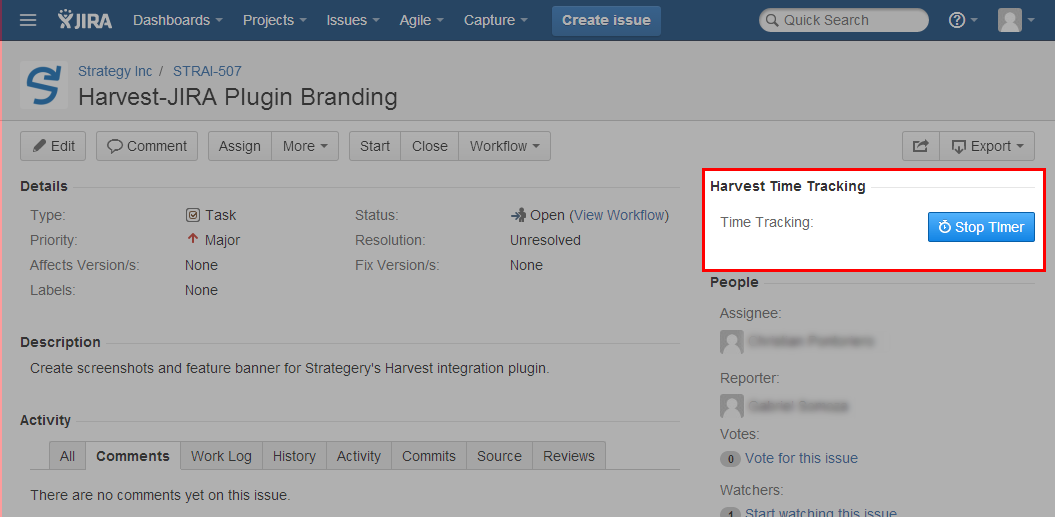 JIRA Dashboards Projects Issues Agile Capture Create issue Quick Search
Strategy Inc / STRAI-507
Harvest-JIRA Plugin Branding
Edit Comment Assign More Start Close Workflow Export
Details
Type: Task Status: Open (View Workflow)
Priority: Major Resolution: Unresolved
Affects Version/s: None Fix Version/s: None
Labels: None
Description
Create screenshots and feature banner for Strategery's Harvest integration plugin.
Activity
All Comments Work Log History Activity Commits Source Reviews
There are no comments yet on this issue.
Harvest Time Tracking
Time Tracking: Stop TImer
People
Assignee:
Reporter:
Votes:
0 Vote for this issue
Watchers:
1 Start watching this issue